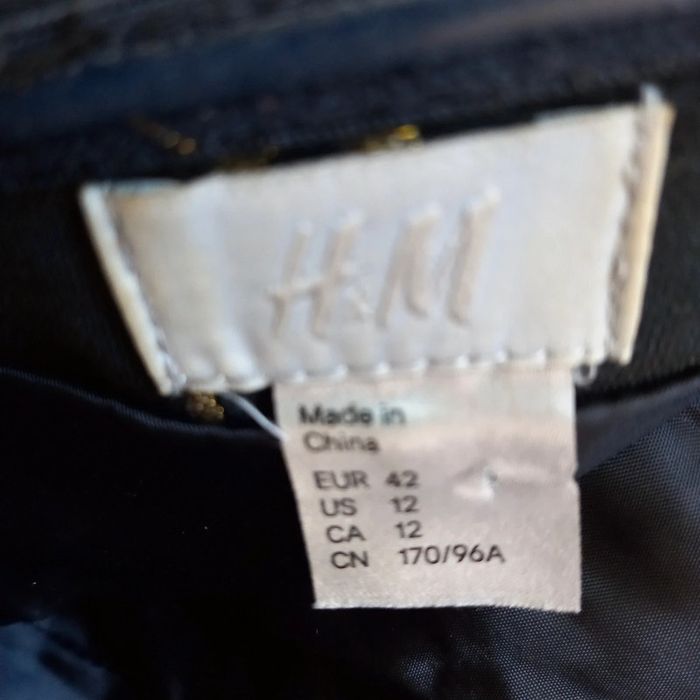 H&M
Made in
China
EUR 42
US 12
CA 12
CN 170/96A